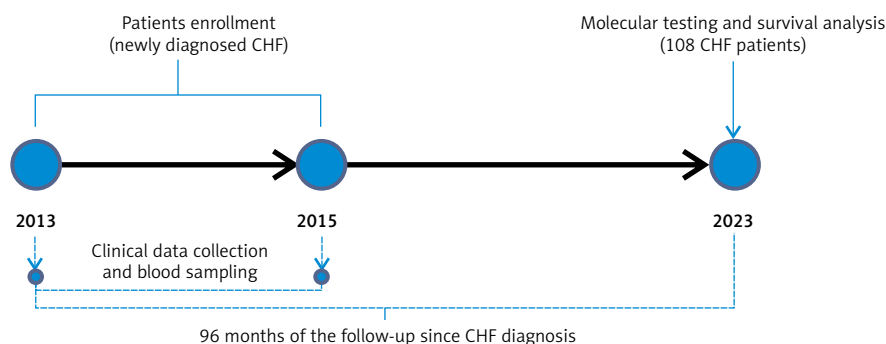 Patients enrollment
(newly diagnosed CHF)
Molecular testing and survival analysis
(108 CHF patients)
2013
2015
2023
Clinical data collection
and blood sampling
96 months of the follow-up since CHF diagnosis